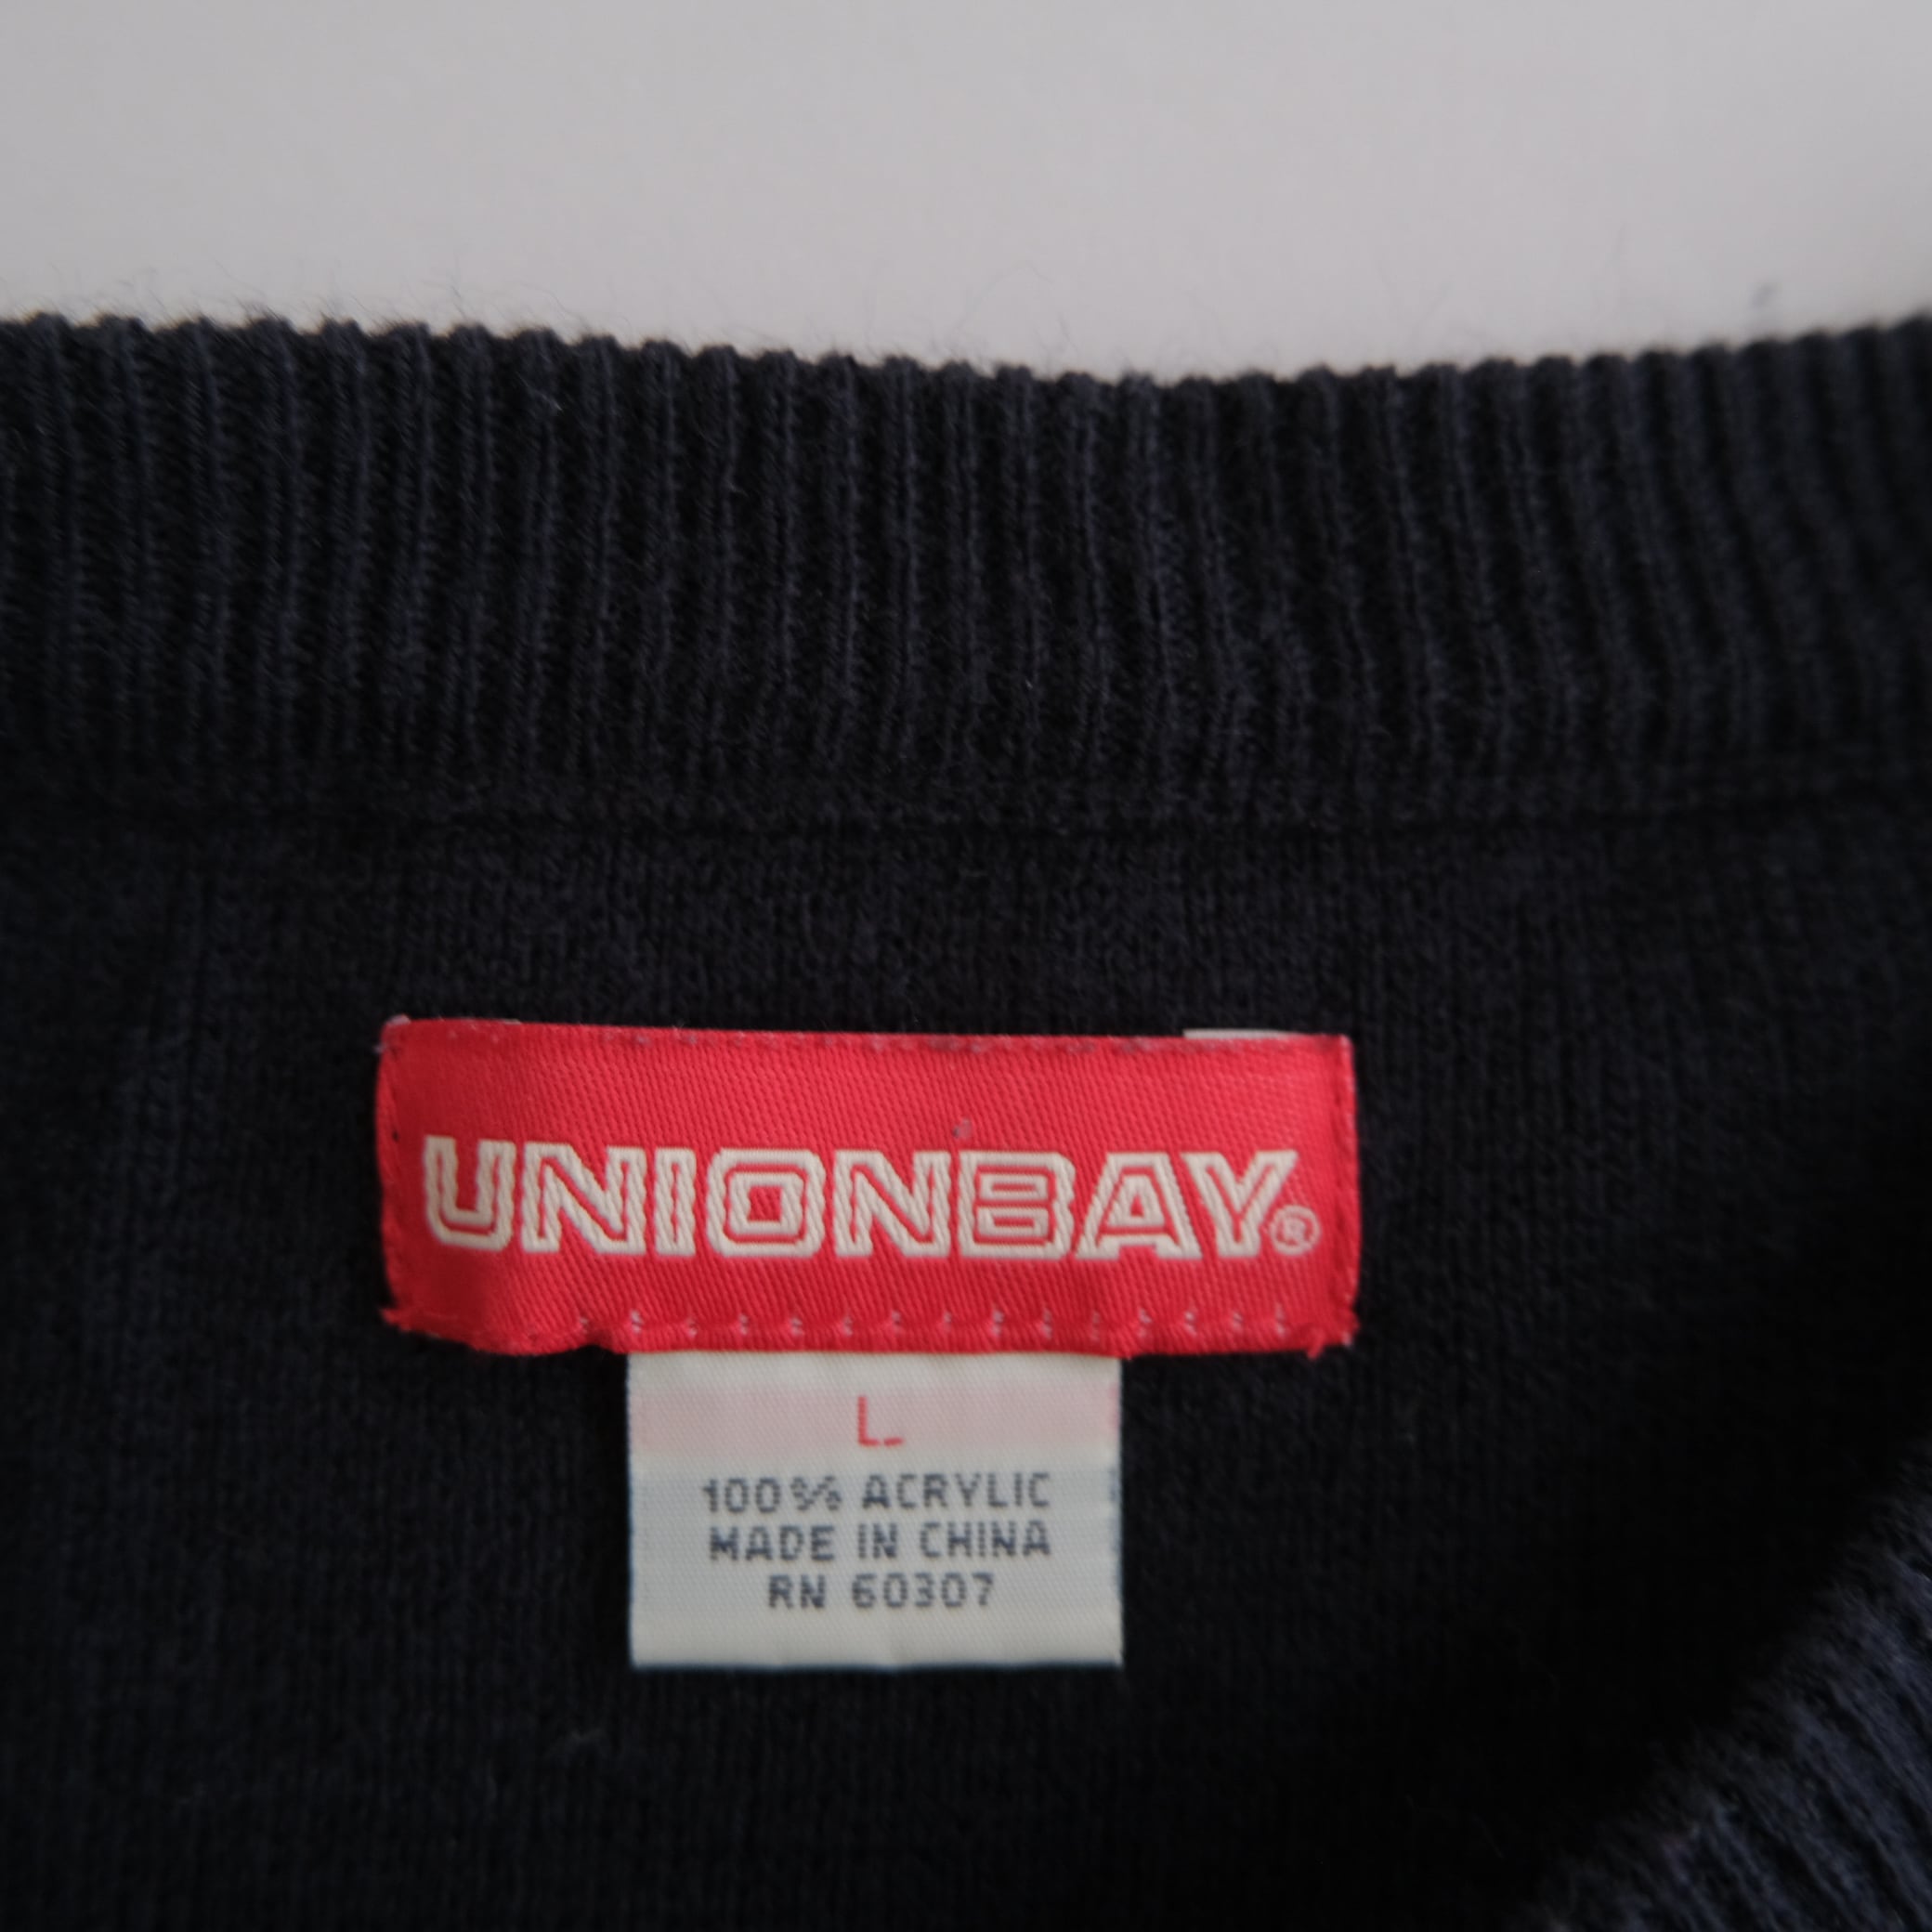 UNIONBAY®
L
100% ACRYLIC
MADE IN CHINA
RN 60307